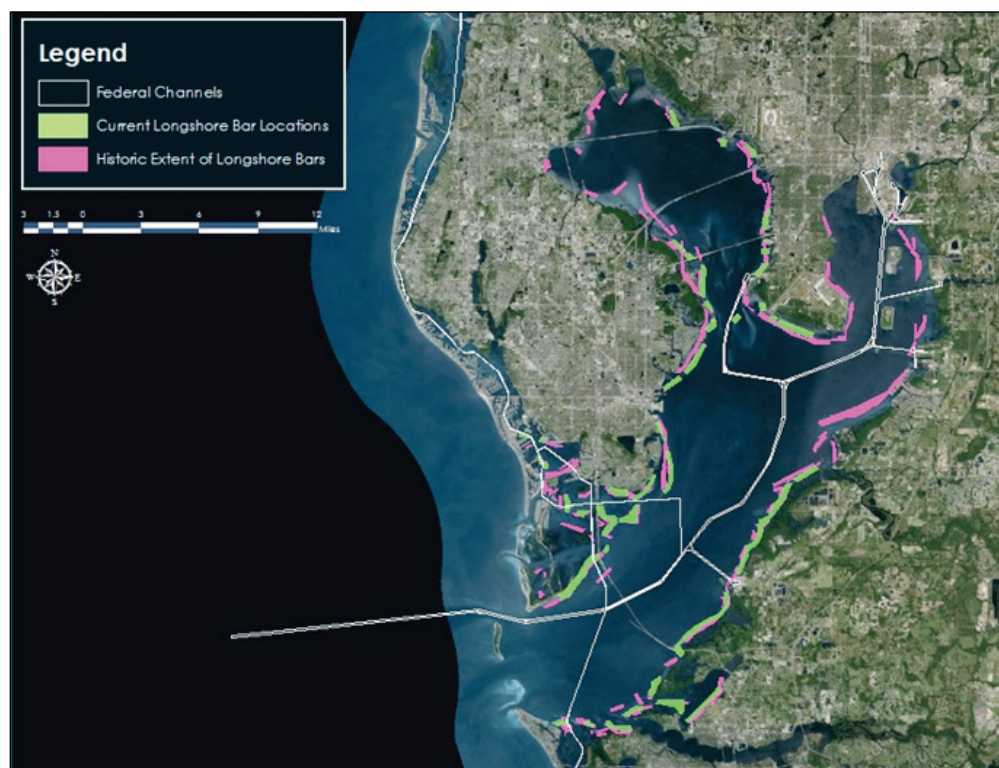 Legend
Federal Channels
Current Longshore Bar Locations
Historic Extent of Longshore Bars
3 1.5 0 3 6 9 12
Miles
N
W E
S